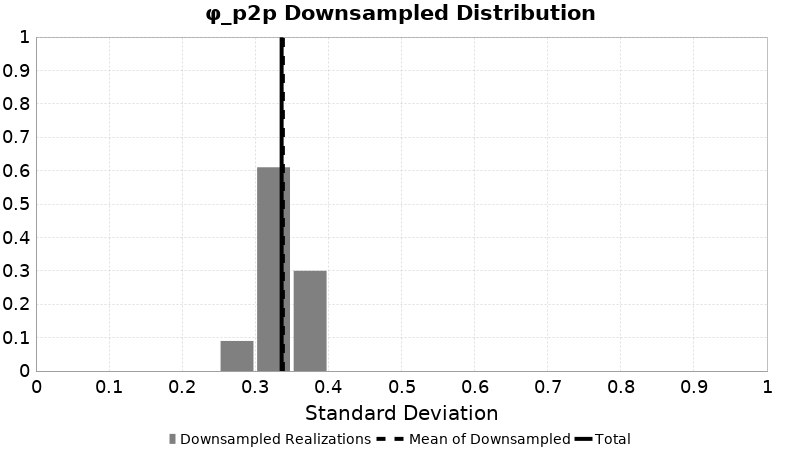 φ_p2p Downsampled Distribution
1
0.9
0.8
0.7
0.6
0.5
0.4
0.3
0.2
0.1
0
0 0.1 0.2 0.3 0.4 0.5 0.6 0.7 0.8 0.9 1
Standard Deviation
Downsampled Realizations Mean of Downsampled Total